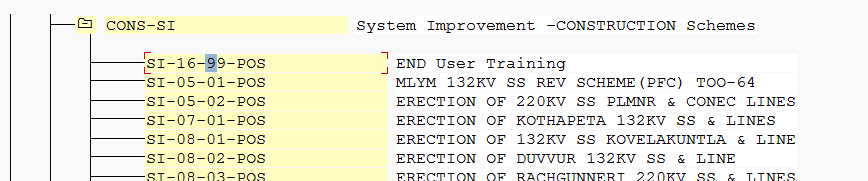 CONS-SI System Improvement -CONSTRUCTION Schemes
SI-16-99-POS END User Training
SI-05-01-POS MLYM 132KV SS REV SCHEME(PFC) TOO-64
SI-05-02-POS ERECTION OF 220KV SS PLMNR & CONEC LINES
SI-07-01-POS ERECTION OF KOTHAPETA 132KV SS & LINES
SI-08-01-POS ERECTION OF 132KV SS KOVELAKUNTLA & LINE
SI-08-02-POS ERECTION OF DUVVUR 132KV SS & LINE
SI-08-03-POS ERECTION OF RACHGUNNERI 220KV SS & LINES